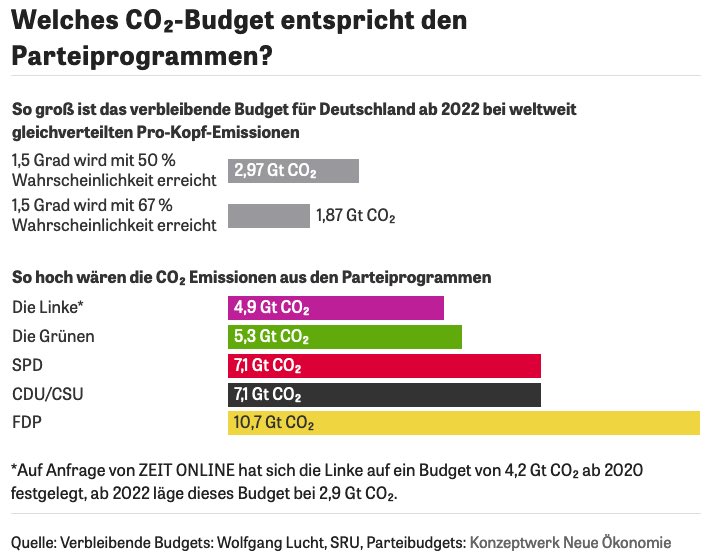 Welches CO₂-Budget entspricht den
Parteiprogrammen?
So groß ist das verbleibende Budget für Deutschland ab 2022 bei weltweit
gleichverteilten Pro-Kopf-Emissionen
1,5 Grad wird mit 50 %
Wahrscheinlichkeit erreicht
2,97 Gt CO₂
1,5 Grad wird mit 67 %
Wahrscheinlichkeit erreicht
1,87 Gt CO₂
So hoch wären die CO₂ Emissionen aus den Parteiprogrammen
Die Linke* 4,9 Gt CO₂
Die Grünen 5,3 Gt CO₂
SPD 7,1 Gt CO₂
CDU/CSU 7,1 Gt CO₂
FDP 10,7 Gt CO₂
*Auf Anfrage von ZEIT ONLINE hat sich die Linke auf ein Budget von 4,2 Gt CO₂ ab 2020
festgelegt, ab 2022 läge dieses Budget bei 2,9 Gt CO₂.
Quelle: Verbleibende Budgets: Wolfgang Lucht, SRU, Parteibudgets: Konzeptwerk Neue Ökonomie